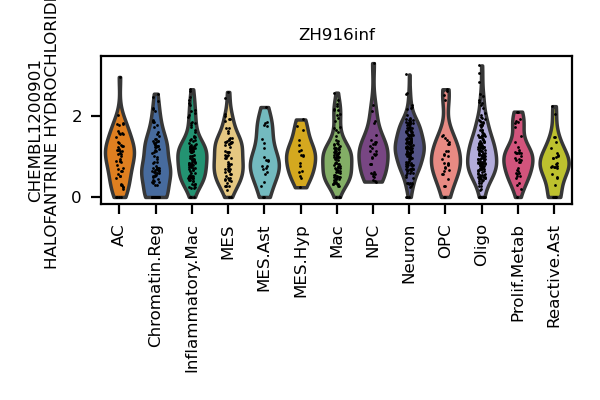 ZH916inf
CHEMBL1200901
HALOFANTRINE HYDROCHLORIDE
2
0
AC
Chromatin.Reg
Inflammatory.Mac
MES
MES.Ast
MES.Hyp
Mac
NPC
Neuron
OPC
Oligo
Prolif.Metab
Reactive.Ast